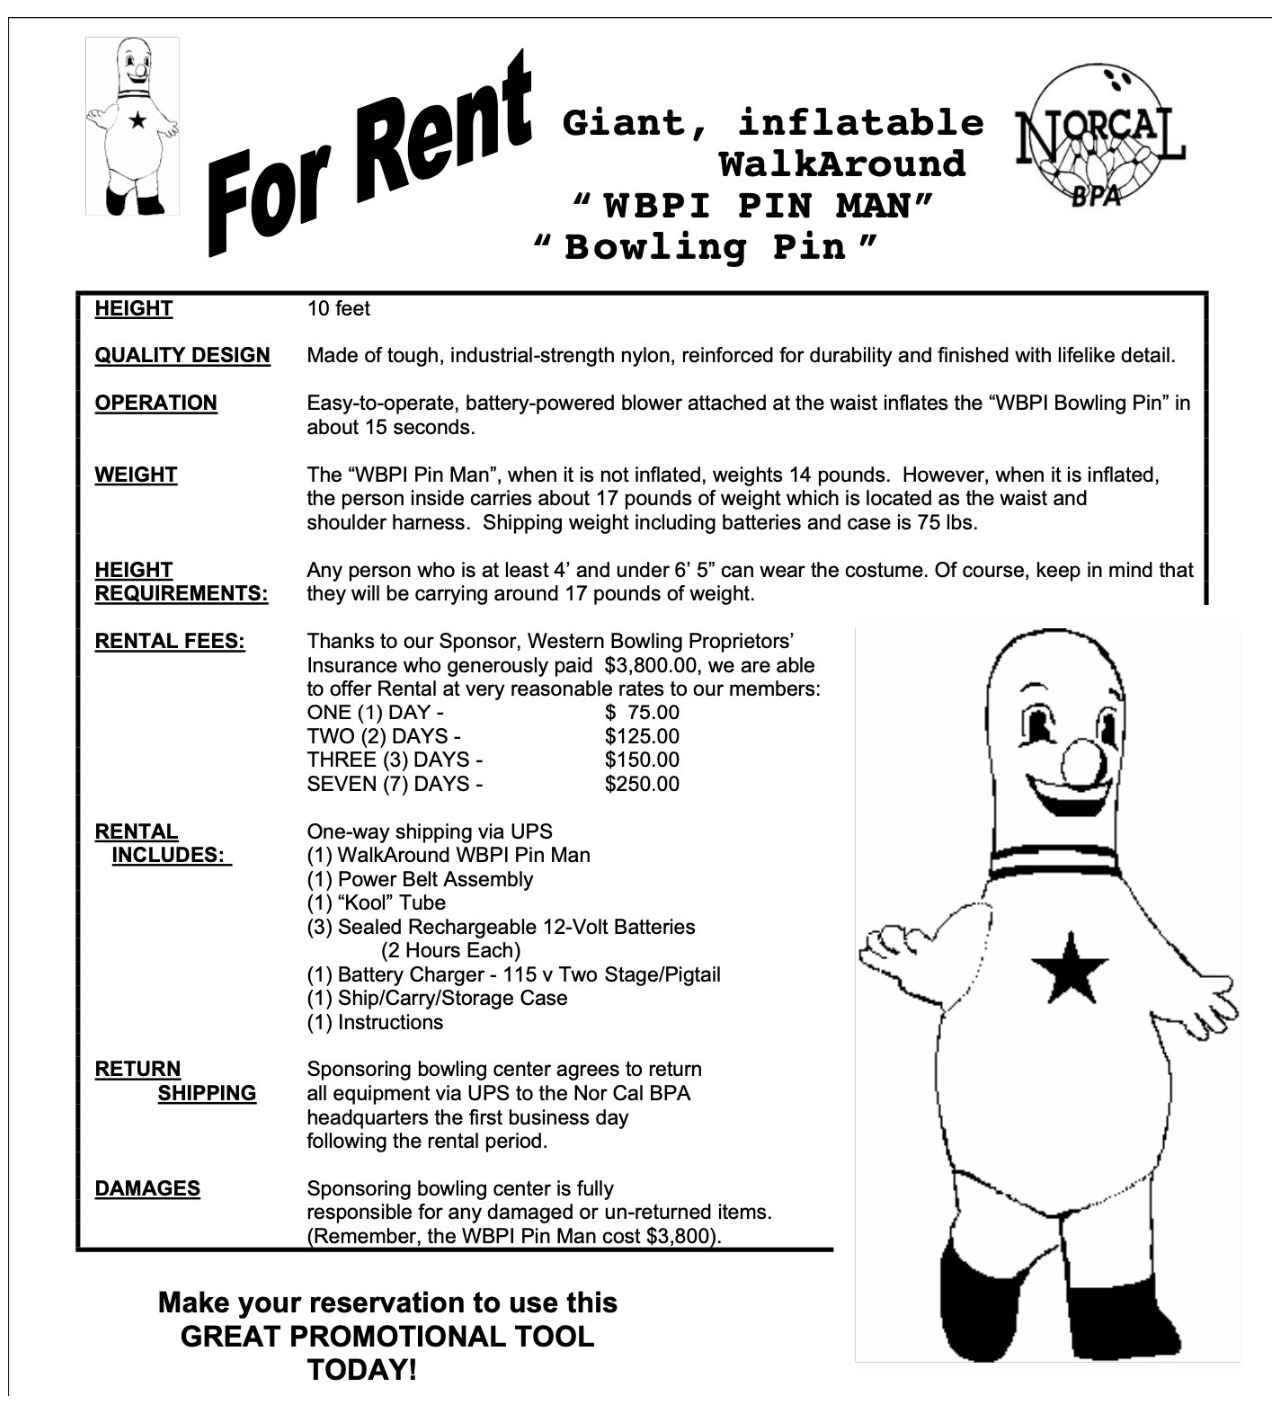 For Rent
Giant, inflatable
WalkAround
“WBPI PIN MAN”
“Bowling Pin”
NORCAL
BPA
HEIGHT 10 feet
QUALITY DESIGN Made of tough, industrial-strength nylon, reinforced for durability and finished with lifelike detail.
OPERATION Easy-to-operate, battery-powered blower attached at the waist inflates the “WBPI Bowling Pin” in
about 15 seconds.
WEIGHT The “WBPI Pin Man”, when it is not inflated, weights 14 pounds. However, when it is inflated,
the person inside carries about 17 pounds of weight which is located as the waist and
shoulder harness. Shipping weight including batteries and case is 75 lbs.
HEIGHT Any person who is at least 4’ and under 6’ 5” can wear the costume. Of course, keep in mind that
REQUIREMENTS: they will be carrying around 17 pounds of weight.
RENTAL FEES: Thanks to our Sponsor, Western Bowling Proprietors’
Insurance who generously paid $3,800.00, we are able
to offer Rental at very reasonable rates to our members:
ONE (1) DAY - $ 75.00
TWO (2) DAYS - $125.00
THREE (3) DAYS - $150.00
SEVEN (7) DAYS - $250.00
RENTAL One-way shipping via UPS
INCLUDES: (1) WalkAround WBPI Pin Man
(1) Power Belt Assembly
(1) “Kool” Tube
(3) Sealed Rechargeable 12-Volt Batteries
(2 Hours Each)
(1) Battery Charger - 115 v Two Stage/Pigtail
(1) Ship/Carry/Storage Case
(1) Instructions
RETURN Sponsoring bowling center agrees to return
SHIPPING all equipment via UPS to the Nor Cal BPA
headquarters the first business day
following the rental period.
DAMAGES Sponsoring bowling center is fully
responsible for any damaged or un-returned items.
(Remember, the WBPI Pin Man cost $3,800).
Make your reservation to use this
GREAT PROMOTIONAL TOOL
TODAY!